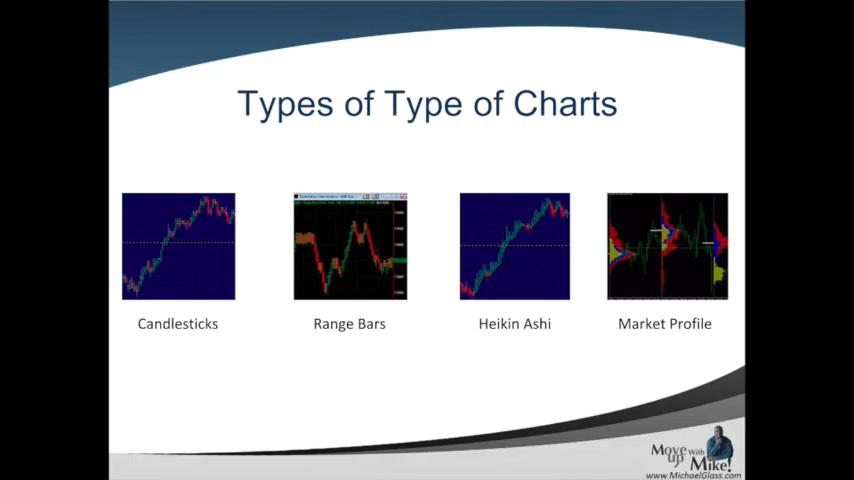 Types of Type of Charts
Candlesticks
Range Bars
Heikin Ashi
Market Profile
Move up With Mike!
www.MichaelGlass.com